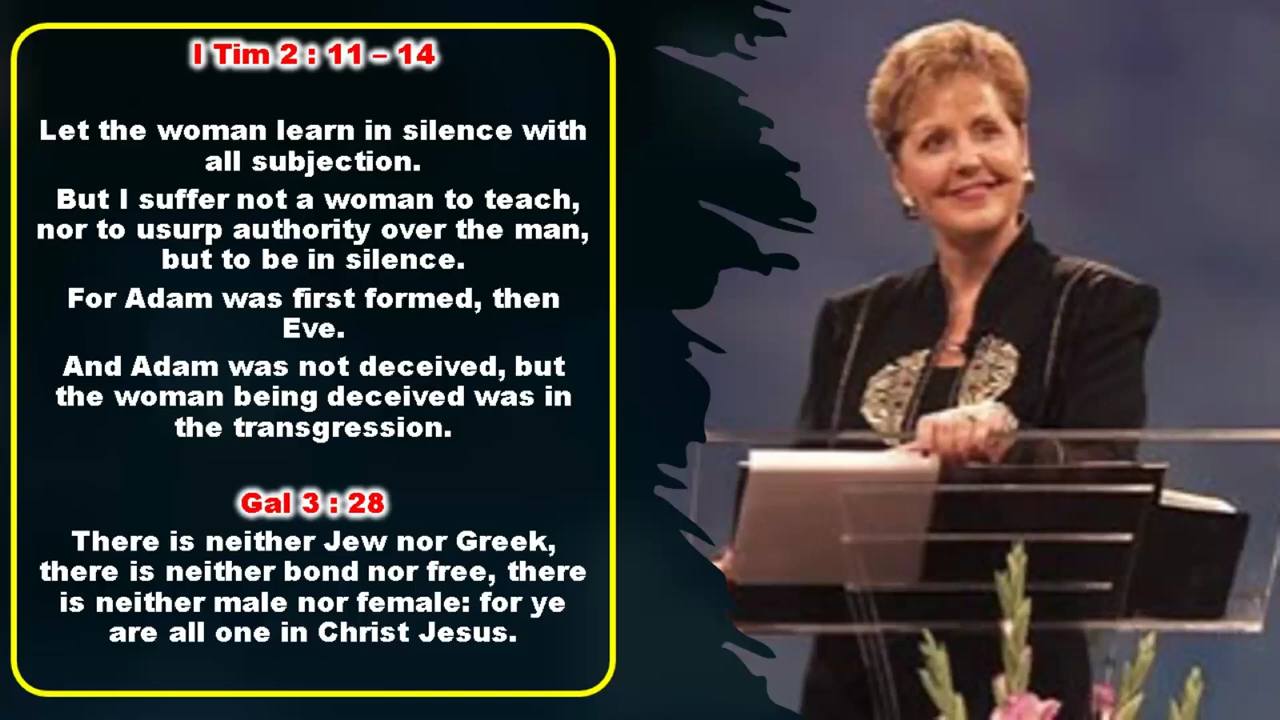 I Tim 2 : 11 – 14
Let the woman learn in silence with
all subjection.
But I suffer not a woman to teach,
nor to usurp authority over the man,
but to be in silence.
For Adam was first formed, then
Eve.
And Adam was not deceived, but
the woman being deceived was in
the transgression.
Gal 3 : 28
There is neither Jew nor Greek,
there is neither bond nor free, there
is neither male nor female: for ye
are all one in Christ Jesus.